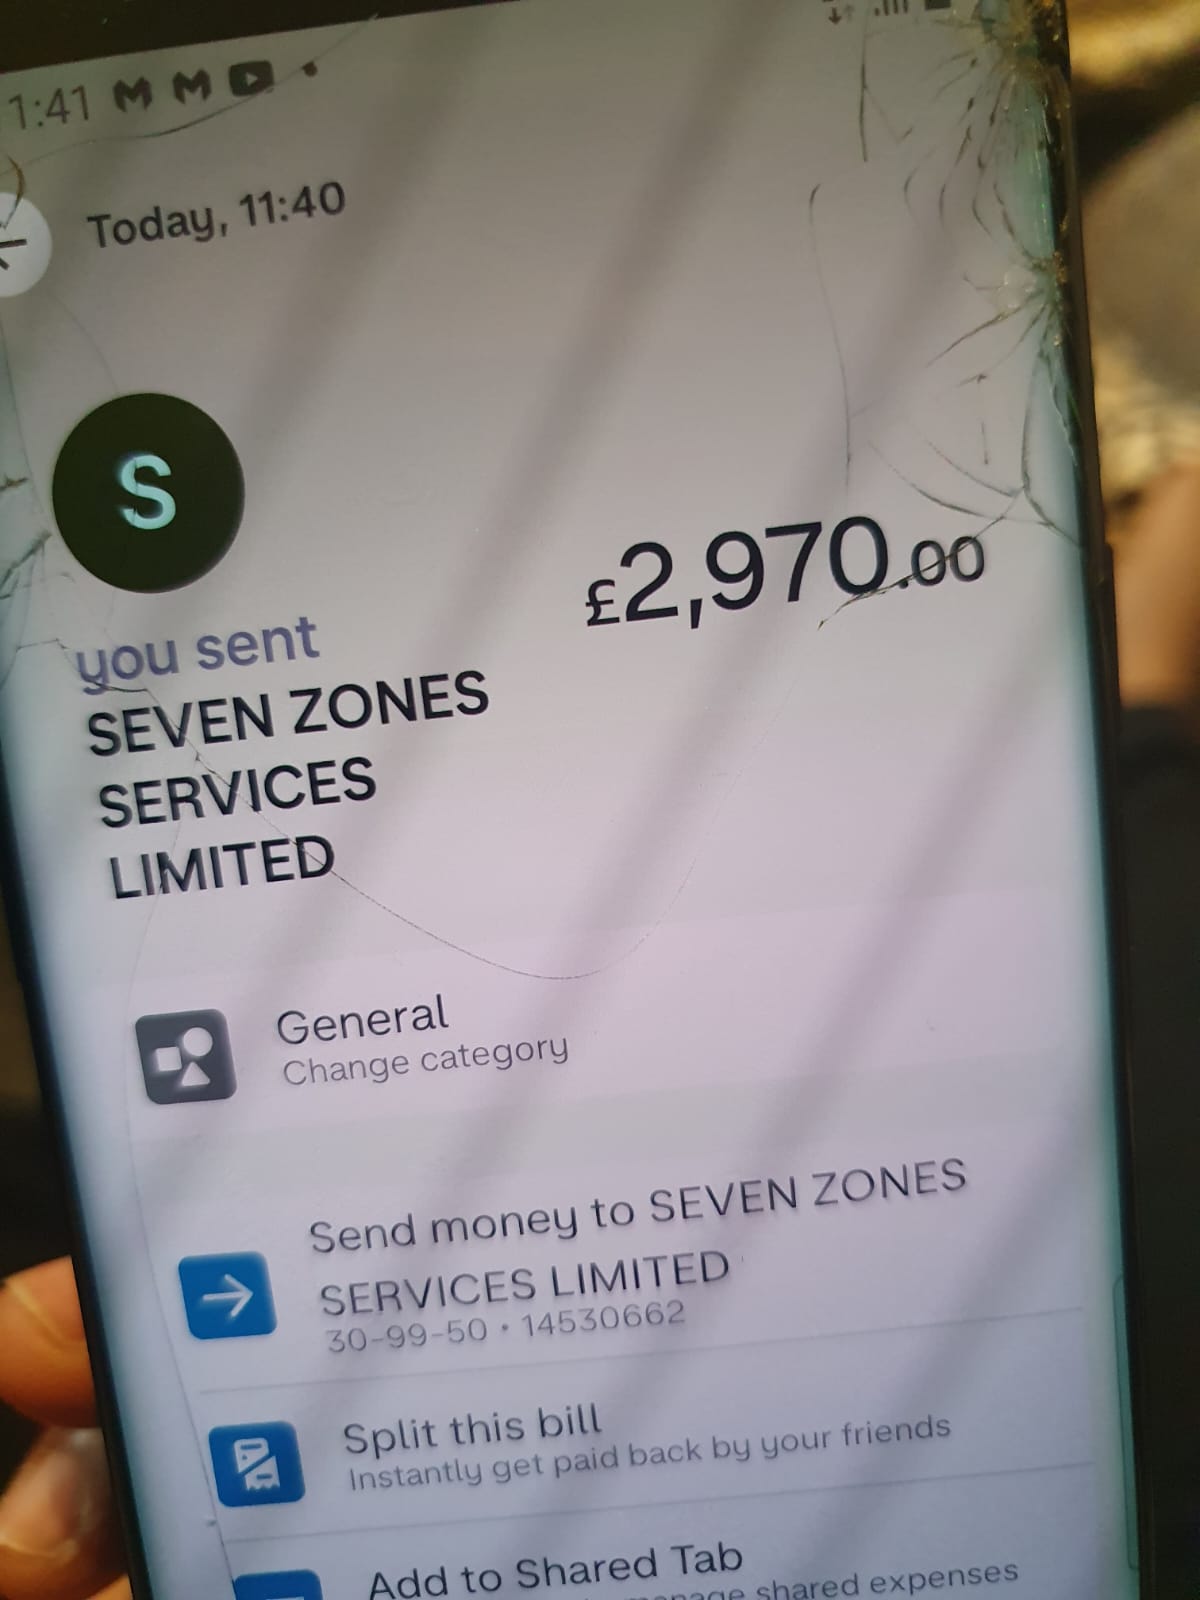 1:41
Today, 11:40
S
£2,970.00
you sent
SEVEN ZONES
SERVICES
LIMITED
General
Change category
Send money to SEVEN ZONES
SERVICES LIMITED
30-99-50 • 14530662
Split this bill
Instantly get paid back by your friends
Add to Shared Tab
shared expenses